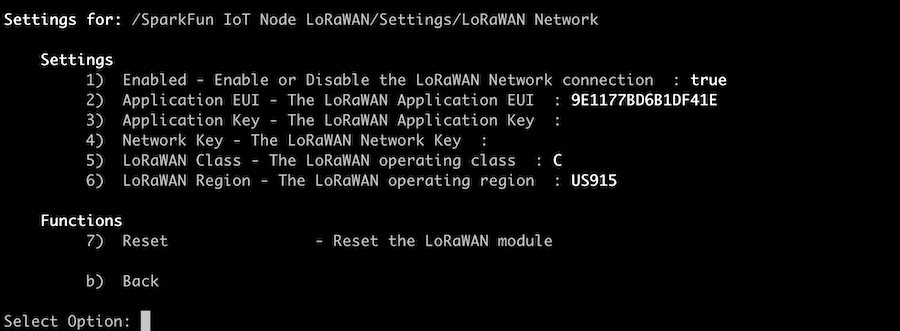 Settings for: /SparkFun IoT Node LoRaWAN/Settings/LoRaWAN Network
Settings
1) Enabled - Enable or Disable the LoRaWAN Network connection : true
2) Application EUI - The LoRaWAN Application EUI : 9E1177BD6B1DF41E
3) Application Key - The LoRaWAN Application Key :
4) Network Key - The LoRaWAN Network Key :
5) LoRaWAN Class - The LoRaWAN operating class : C
6) LoRaWAN Region - The LoRaWAN operating region : US915
Functions
7) Reset - Reset the LoRaWAN module
b) Back
Select Option: